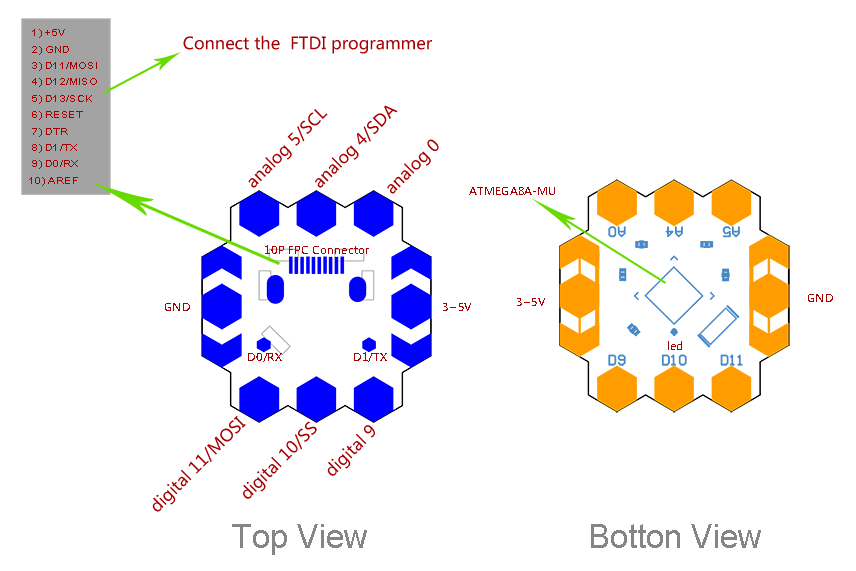 1) +5V
2) GND
3) D11/MOSI
4) D12/MISO
5) D13/SCK
6) RESET
7) DTR
8) D1/TX
9) D0/RX
10) AREF
Connect the FTDI programmer
analog 5/SCL
analog 4/SDA
analog 0
10P FPC Connector
GND
3-5V
D0/RX
D1/TX
digital 11/MOSI
digital 10/SS
digital 9
Top View
ATMEGA8A-MU
A0
A4
A5
3-5V
GND
led
D9
D10
D11
Botton View